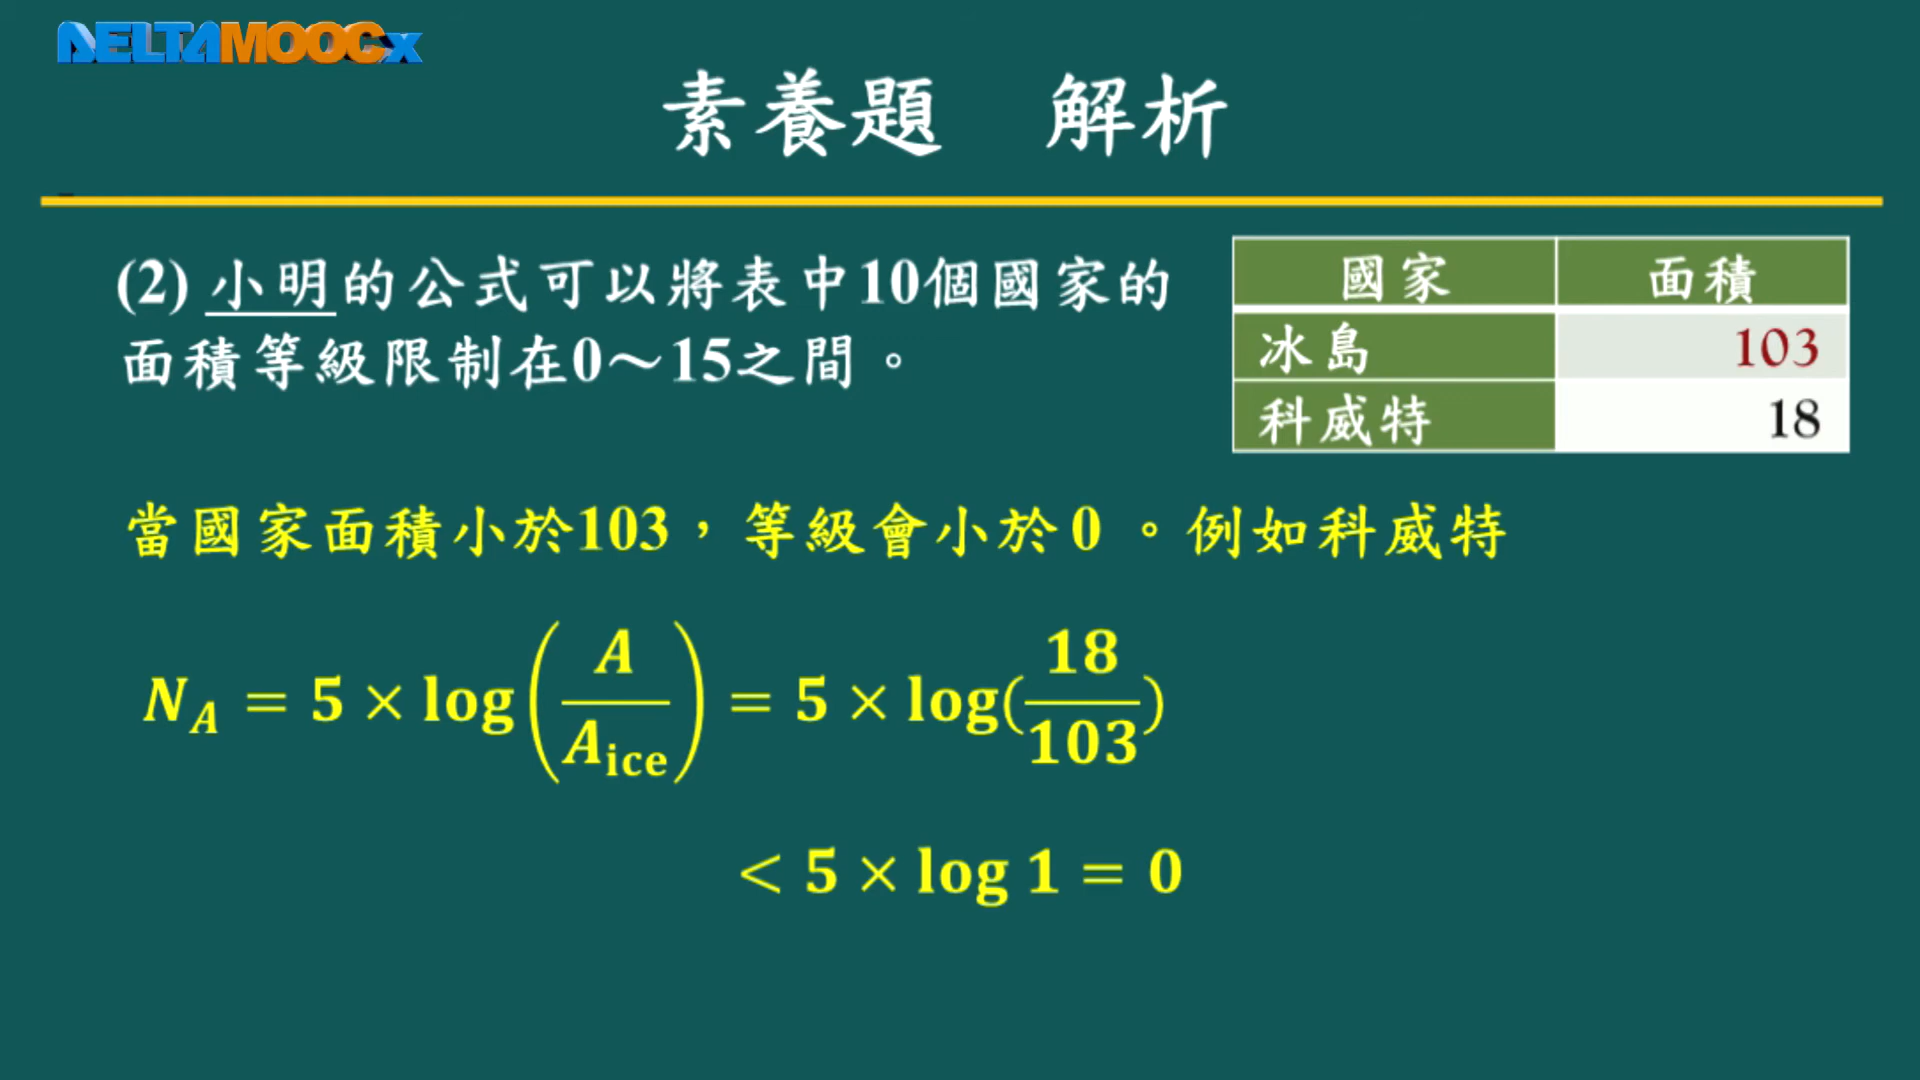 DELTAMOOCx
素養題 解析
(2) 小明的公式可以將表中10個國家的
面積等級限制在0~15之間。
國家 面積
冰島 103
科威特 18
當國家面積小於103，等級會小於0。例如科威特
N_A = 5 × log(A/A_ice) = 5 × log(18/103)
< 5 × log 1 = 0